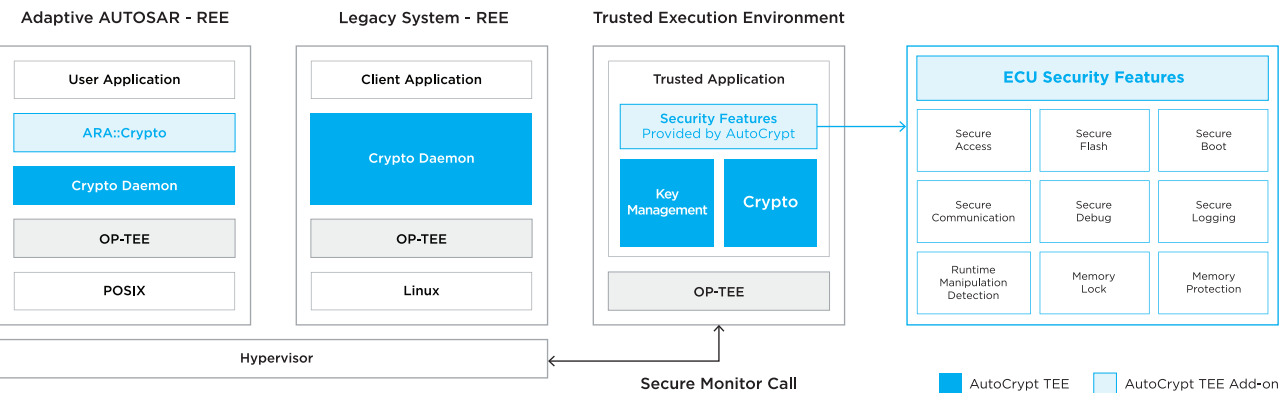 Adaptive AUTOSAR - REE
User Application
ARA::Crypto
Crypto Daemon
OP-TEE
POSIX
Legacy System - REE
Client Application
Crypto Daemon
OP-TEE
Linux
Hypervisor
Trusted Execution Environment
Trusted Application
Security Features
Provided by AutoCrypt
Key
Management
Crypto
OP-TEE
Secure Monitor Call
ECU Security Features
Secure
Access
Secure
Flash
Secure
Boot
Secure
Communication
Secure
Debug
Secure
Logging
Runtime
Manipulation
Detection
Memory
Lock
Memory
Protection
AutoCrypt TEE
AutoCrypt TEE Add-on